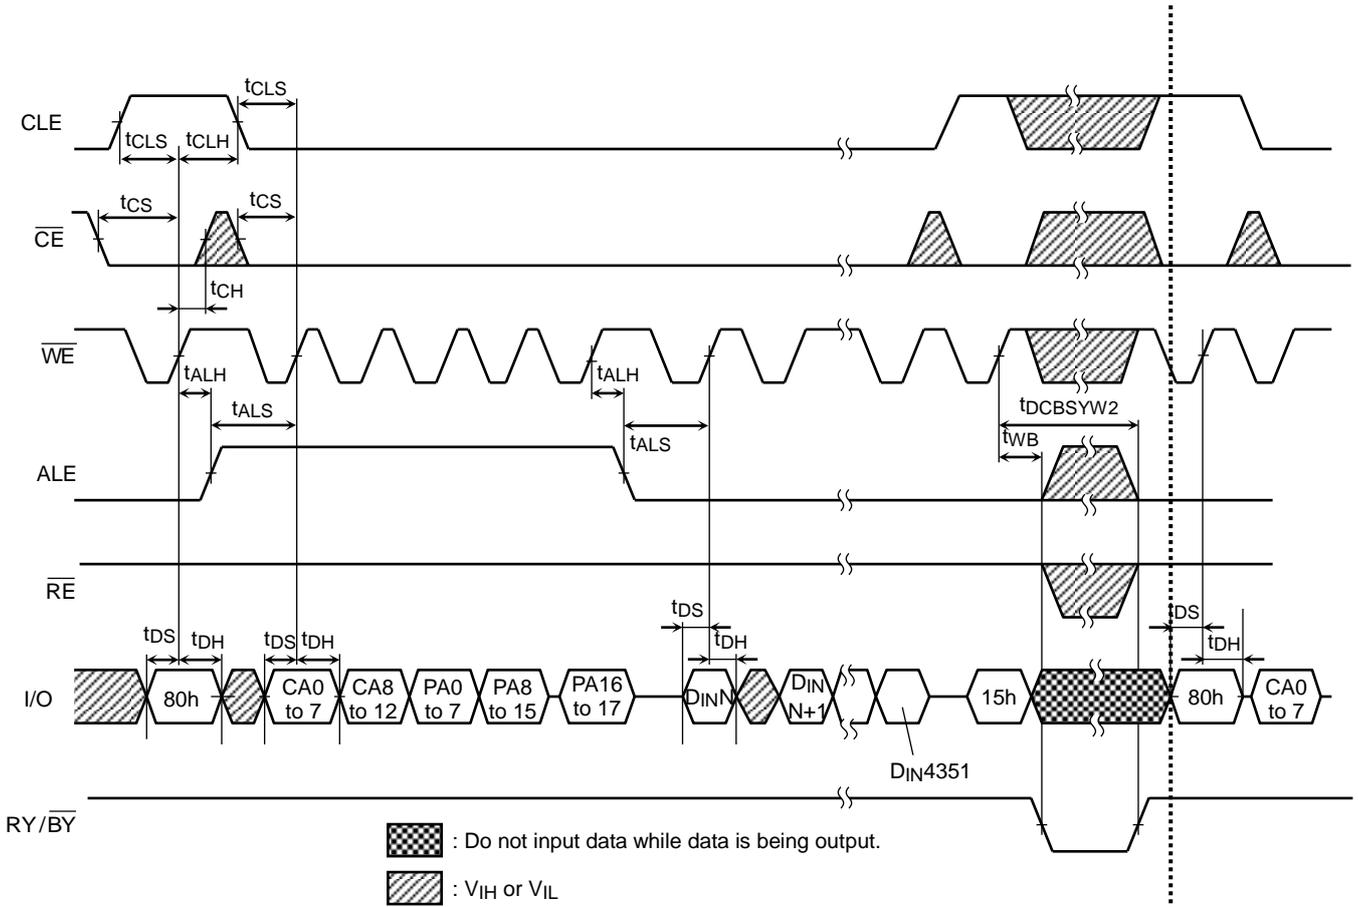 tCLS
CLE
tCLS
tCLH
tCS
tCS
CE
tCH
WE
tALH
tALH
tALS
tDCBSYW2
tALS
tWB
ALE
RE
tDS
tDS
tDS
tDH
tDS
tDH
tDH
tDH
I/O
80h
CA0
to 7
CA8
to 12
PA0
to 7
PA8
to 15
PA16
to 17
DINN
DIN
N+1
15h
80h
CA0
to 7
DIN4351
RY/BY
: Do not input data while data is being output.
: VIH or VIL